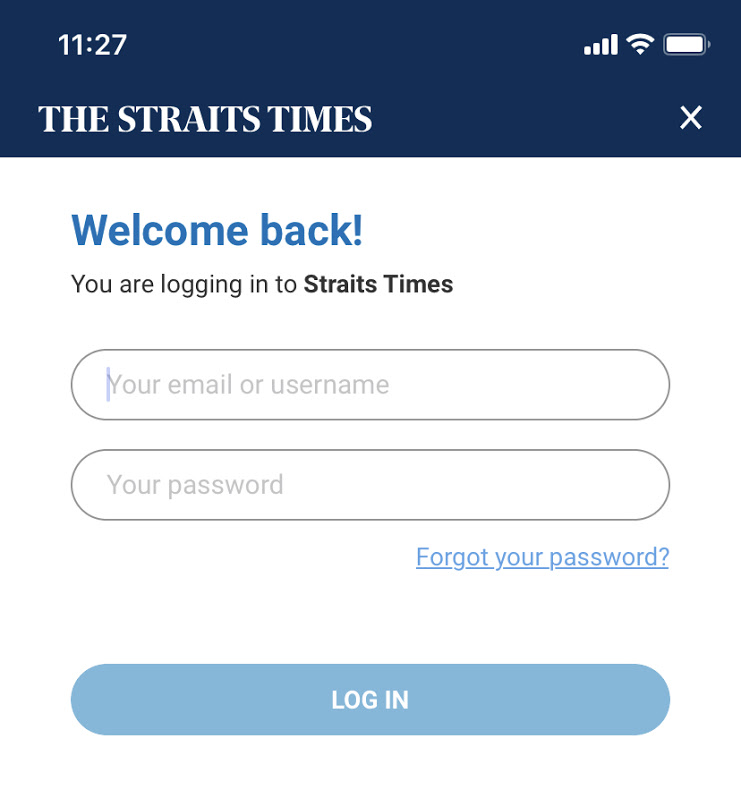 11:27
THE STRAITS TIMES
Welcome back!
You are logging in to Straits Times
Your email or username
Your password
Forgot your password?
LOG IN